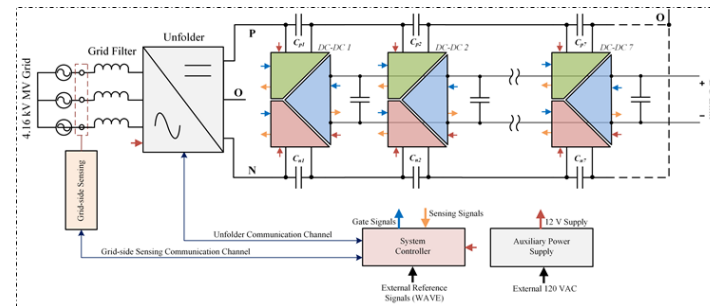 Unfolder
Grid Filter
4.16 kV MV Grid
P
O
N
O
Cp1
Cp2
Cp7
DC-DC 1
DC-DC 2
DC-DC 7
Cn1
Cn2
Cn7
+
−
Grid-side Sensing
Unfolder Communication Channel
Grid-side Sensing Communication Channel
Gate Signals
Sensing Signals
System
Controller
External Reference
Signals (WAVE)
12 V Supply
Auxiliary Power
Supply
External 120 VAC